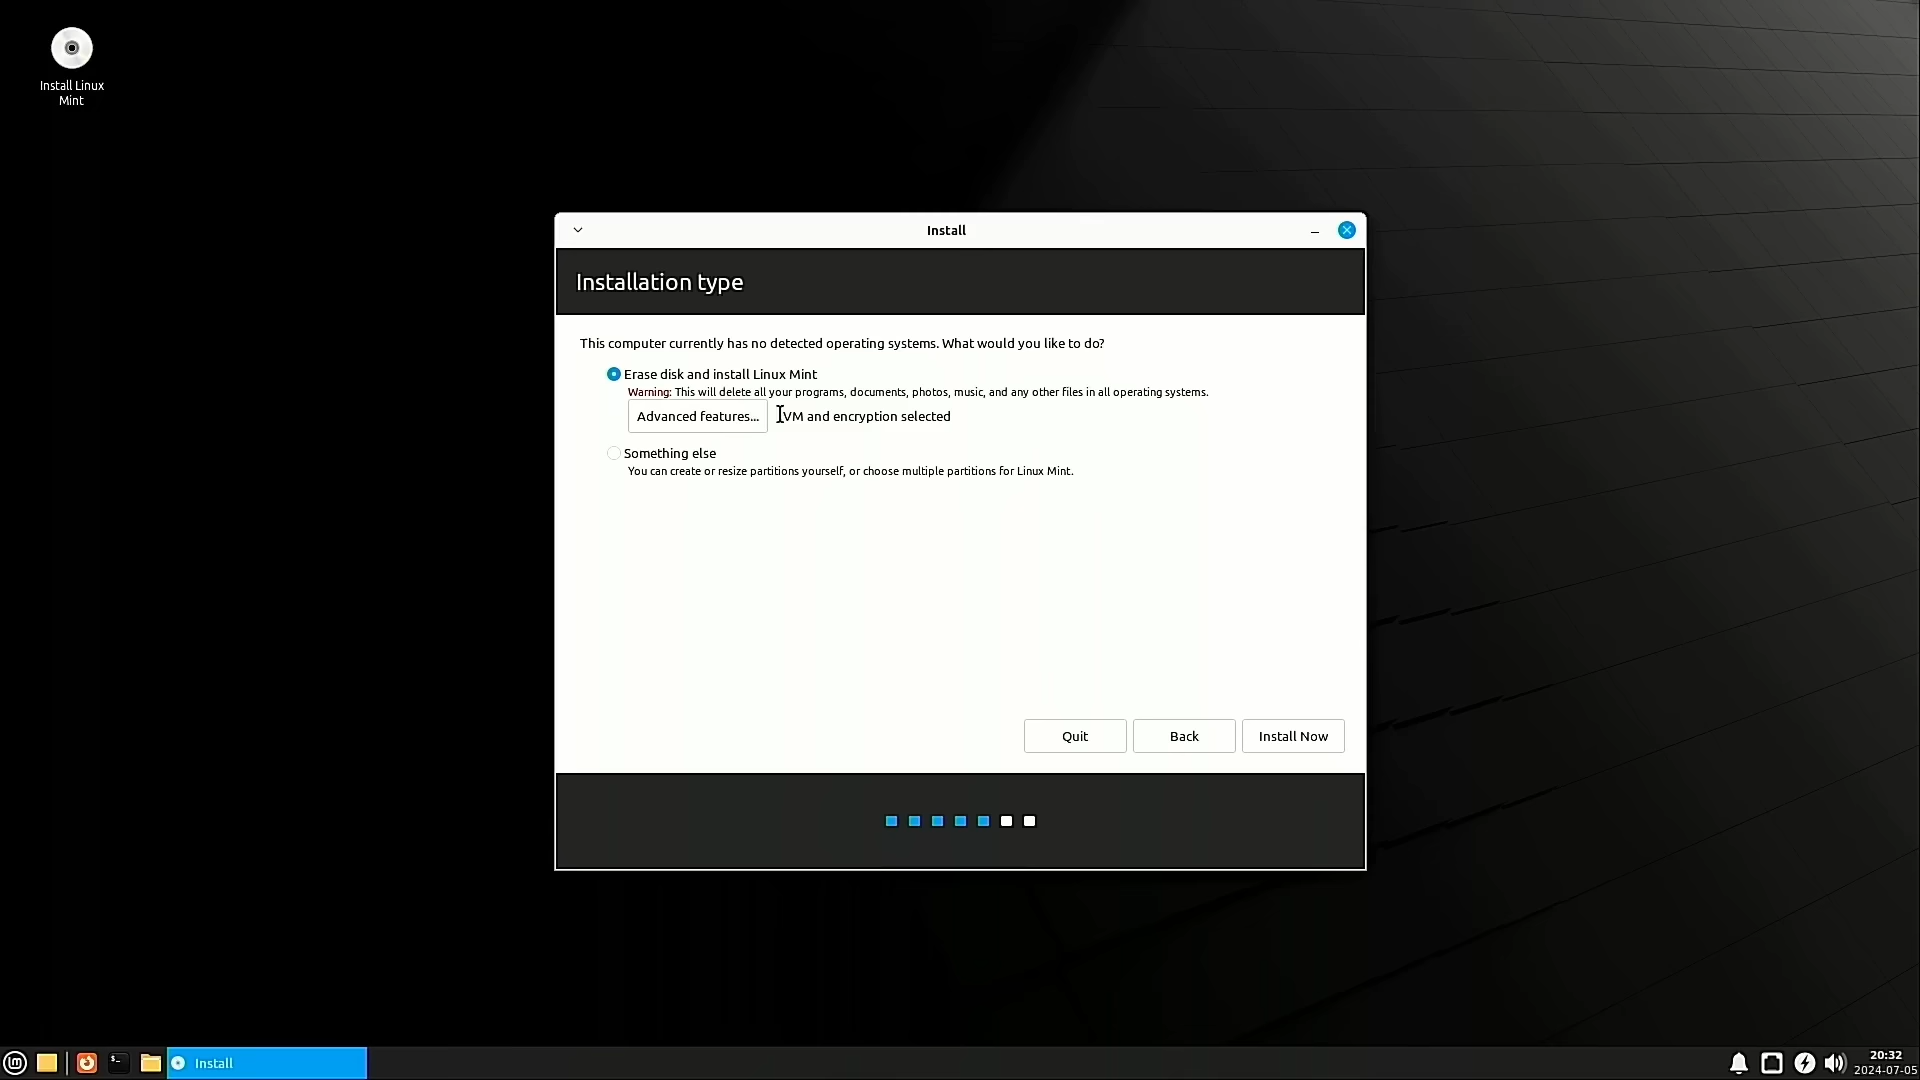 Install Linux
Mint
Install
Installation type
This computer currently has no detected operating systems. What would you like to do?
Erase disk and install Linux Mint
Warning: This will delete all your programs, documents, photos, music, and any other files in all operating systems.
Advanced features... VM and encryption selected
Something else
You can create or resize partitions yourself, or choose multiple partitions for Linux Mint.
Quit Back Install Now
Install
20:32
2024-07-05